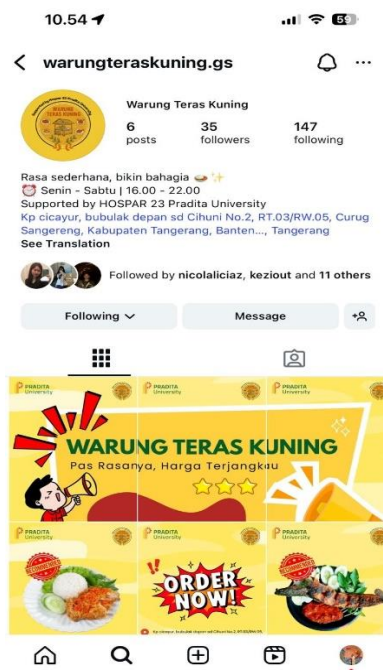 10.54
59
warungteraskuning.gs
Warung Teras Kuning
6 35 147
posts followers following
Rasa sederhana, bikin bahagia
Senin - Sabtu | 16.00 - 22.00
Supported by HOSPAR 23 Pradita University
Kp cicayur, bubulak depan sd Cihuni No.2, RT.03/RW.05, Curug
Sangereng, Kabupaten Tangerang, Banten..., Tangerang
See Translation
Followed by nicolaliciaz, keziout and 11 others
Following Message
PRADITA University PRADITA University PRADITA University
WARUNG TERAS KUNING
Pas Rasanya, Harga Terjangkau
PRADITA University PRADITA University PRADITA University
RECOMMENDED
ORDER
NOW!
RECOMMENDED